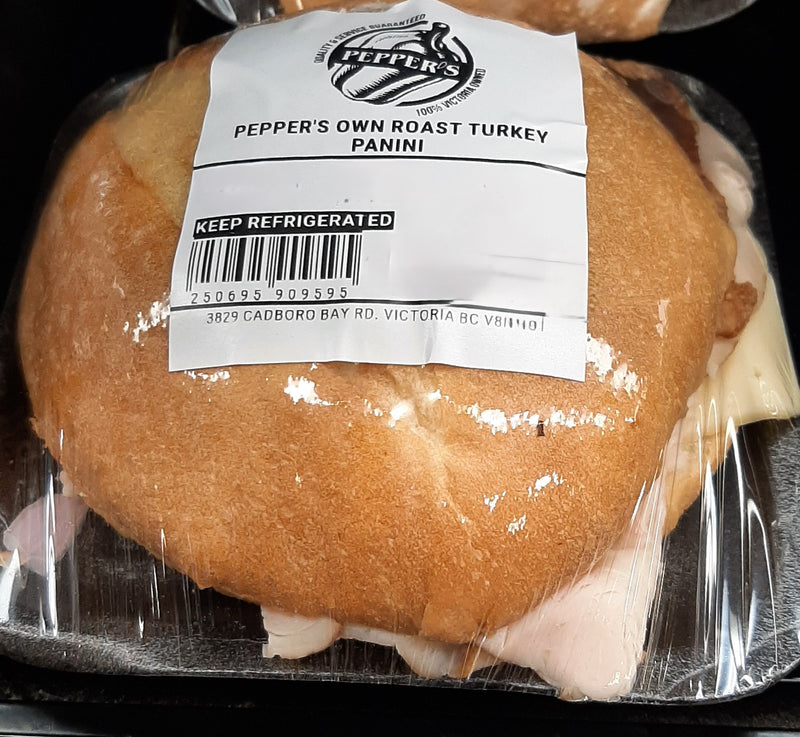 QUALITY & SERVICE GUARANTEED
PEPPER'S
100% VICTORIA OWNED
PEPPER'S OWN ROAST TURKEY
PANINI
KEEP REFRIGERATED
250695 909595
3829 CADBORO BAY RD. VICTORIA BC